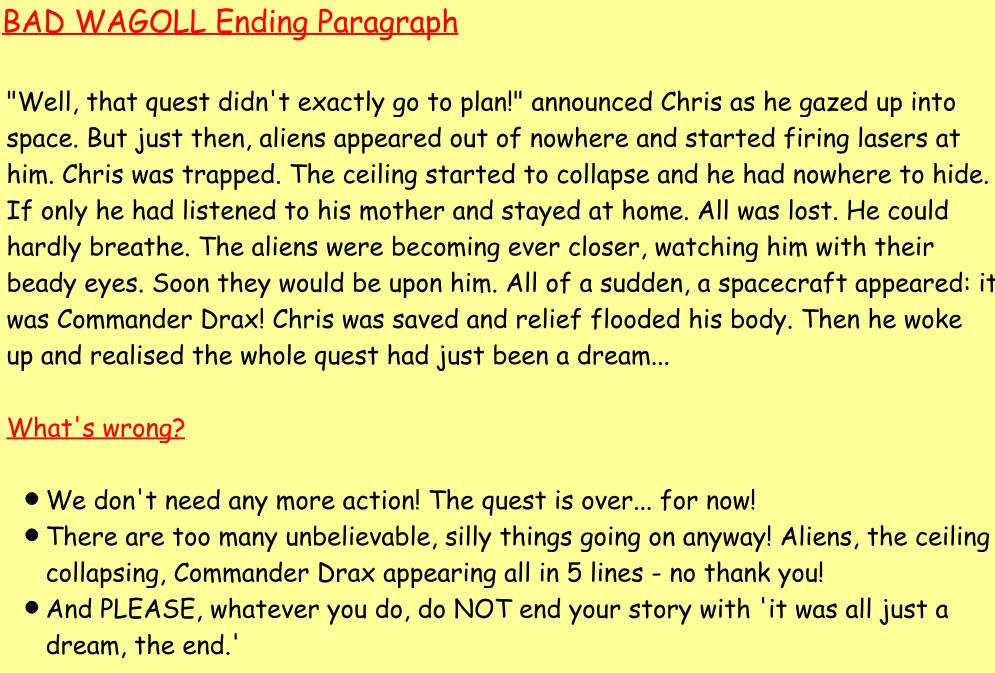 BAD WAGOLL Ending Paragraph
"Well, that quest didn't exactly go to plan!" announced Chris as he gazed up into
space. But just then, aliens appeared out of nowhere and started firing lasers at
him. Chris was trapped. The ceiling started to collapse and he had nowhere to hide.
If only he had listened to his mother and stayed at home. All was lost. He could
hardly breathe. The aliens were becoming ever closer, watching him with their
beady eyes. Soon they would be upon him. All of a sudden, a spacecraft appeared: it
was Commander Drax! Chris was saved and relief flooded his body. Then he woke
up and realised the whole quest had just been a dream...
What's wrong?
• We don't need any more action! The quest is over... for now!
• There are too many unbelievable, silly things going on anyway! Aliens, the ceiling
collapsing, Commander Drax appearing all in 5 lines - no thank you!
• And PLEASE, whatever you do, do NOT end your story with 'it was all just a
dream, the end.'